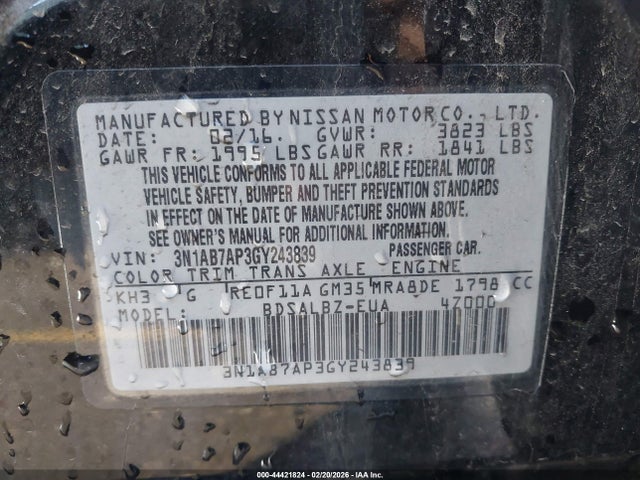 MANUFACTURED BY NISSAN MOTOR CO., LTD.
DATE: 02/16. GVWR: 3823 LBS
GAWR FR: 1995 LBS GAWR RR: 1841 LBS
THIS VEHICLE CONFORMS TO ALL APPLICABLE FEDERAL MOTOR
VEHICLE SAFETY, BUMPER AND THEFT PREVENTION STANDARDS
IN EFFECT ON THE DATE OF MANUFACTURE SHOWN ABOVE.
SEE OWNER'S MANUAL FOR ADDITIONAL INFORMATION.
VIN: 3N1AB7AP3GY243839 PASSENGER CAR.
COLOR TRIM TRANS AXLE ENGINE
KH3 G RE0F11A GM35 MRA8DE 1798 CC
MODEL: BDSALBZ-EUA 47000
3N1AB7AP3GY243839
000-44421824 | 02/20/2026 - IAA Inc.